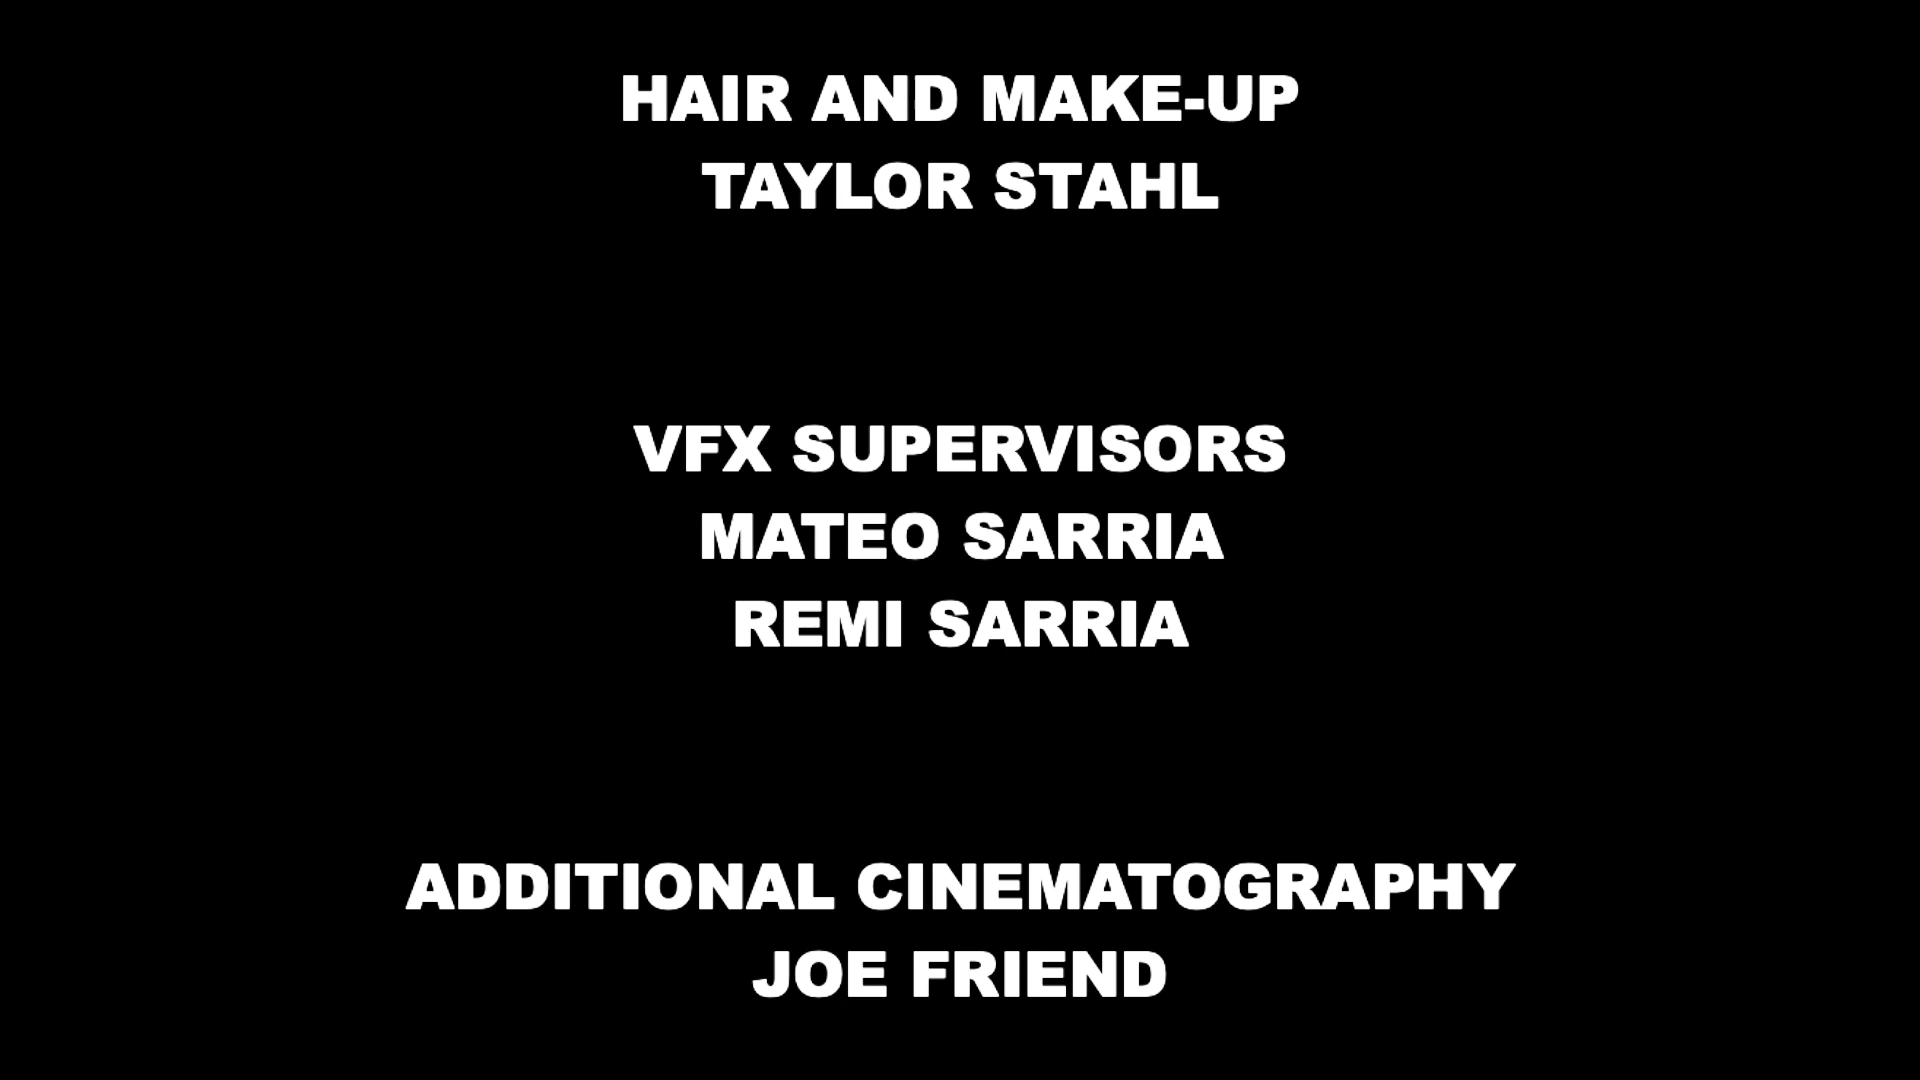 HAIR AND MAKE-UP
TAYLOR STAHL
VFX SUPERVISORS
MATEO SARRIA
REMI SARRIA
ADDITIONAL CINEMATOGRAPHY
JOE FRIEND